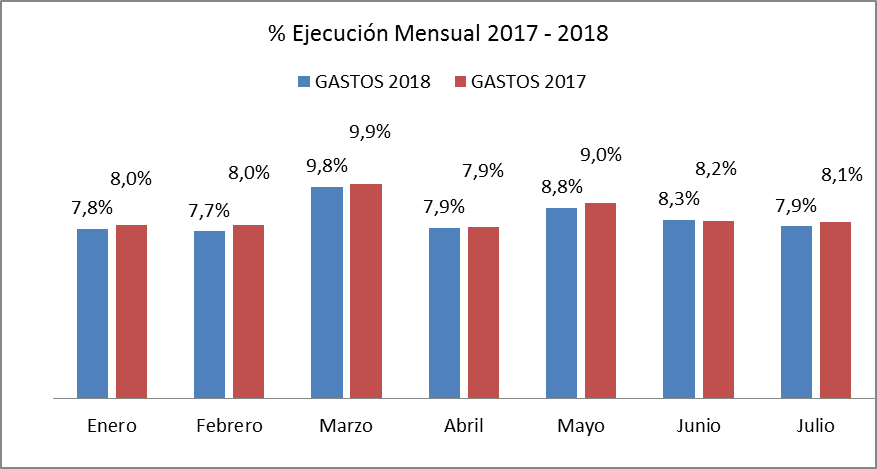 % Ejecución Mensual 2017 - 2018
GASTOS 2018 GASTOS 2017
7,8% 8,0% 7,7% 8,0% 9,8% 9,9% 7,9% 7,9% 8,8% 9,0% 8,3% 8,2% 7,9% 8,1%
Enero Febrero Marzo Abril Mayo Junio Julio